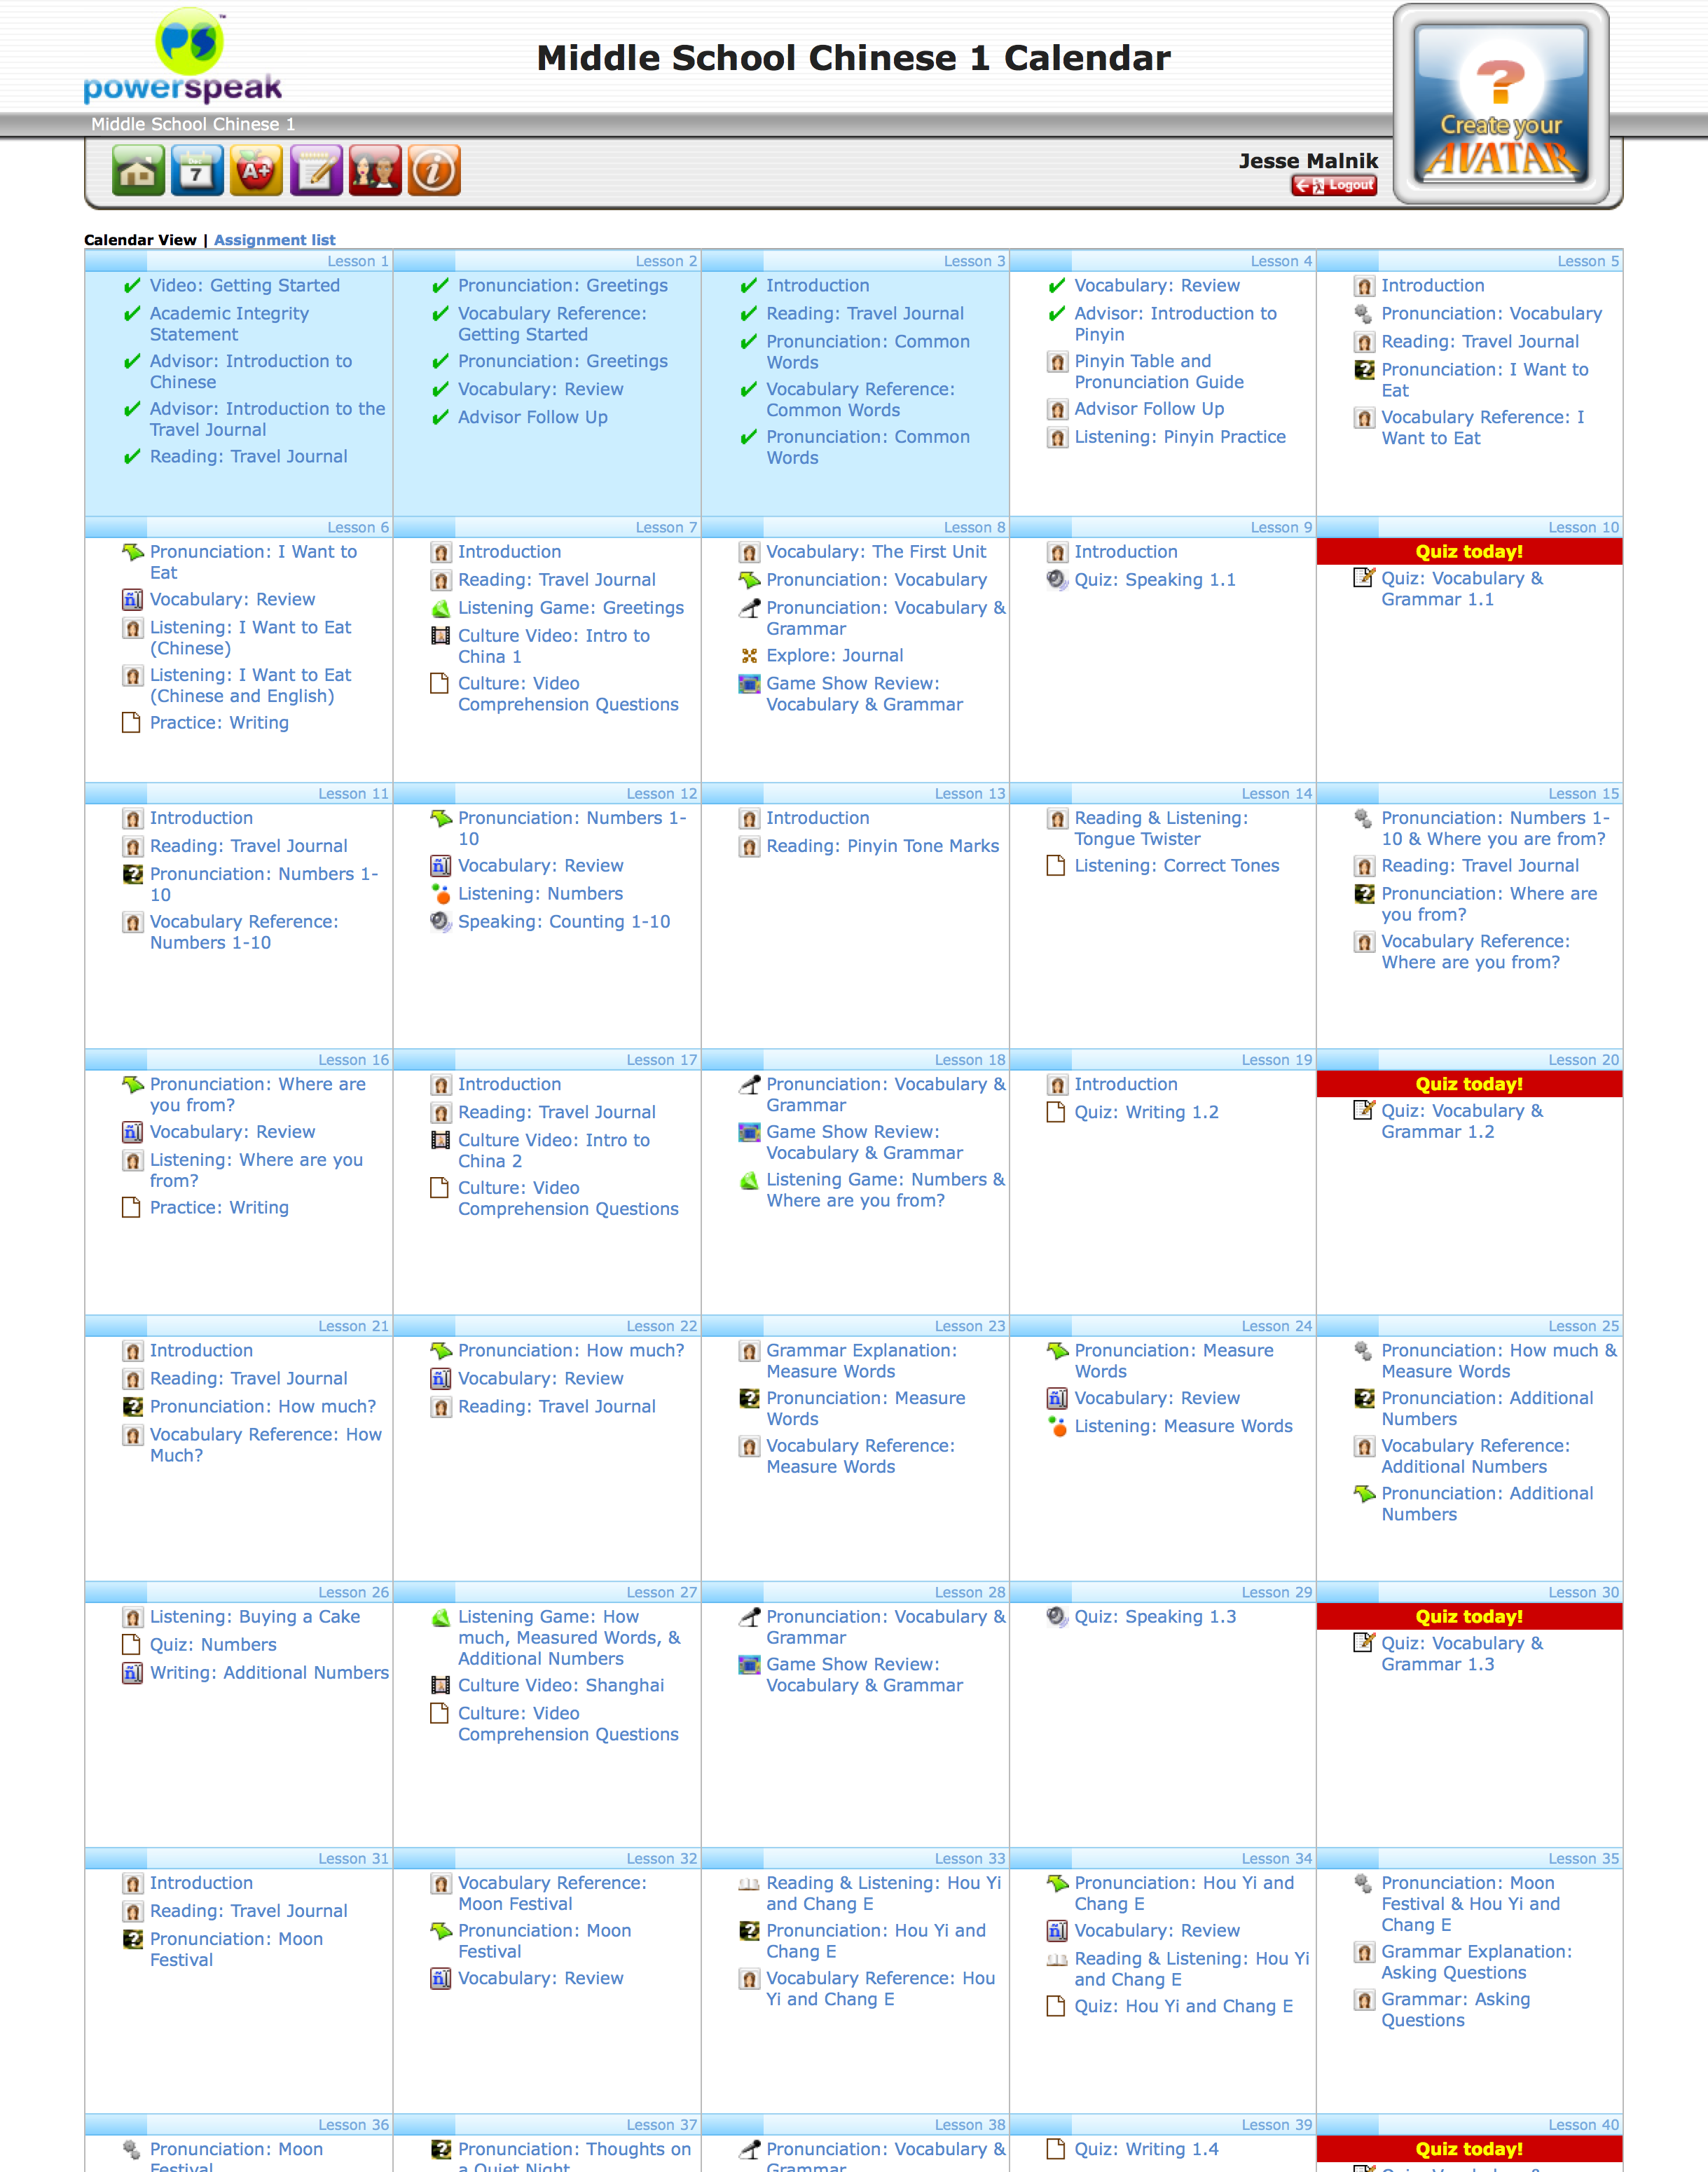 Middle School Chinese 1 Calendar
powerspeak
™
Middle School Chinese 1
Create your
AVATAR
Dec
7
A+
Jesse Malnik
Logout
Calendar View | Assignment list
Lesson 1
Video: Getting Started
Academic Integrity
Statement
Advisor: Introduction to
Chinese
Advisor: Introduction to the
Travel Journal
Reading: Travel Journal
Lesson 2
Pronunciation: Greetings
Vocabulary Reference:
Getting Started
Pronunciation: Greetings
Vocabulary: Review
Advisor Follow Up
Lesson 3
Introduction
Reading: Travel Journal
Pronunciation: Common
Words
Vocabulary Reference:
Common Words
Pronunciation: Common
Words
Lesson 4
Vocabulary: Review
Advisor: Introduction to
Pinyin
Pinyin Table and
Pronunciation Guide
Advisor Follow Up
Listening: Pinyin Practice
Lesson 5
Introduction
Pronunciation: Vocabulary
Reading: Travel Journal
Pronunciation: I Want to
Eat
Vocabulary Reference: I
Want to Eat
Lesson 6
Pronunciation: I Want to
Eat
Vocabulary: Review
Listening: I Want to Eat
(Chinese)
Listening: I Want to Eat
(Chinese and English)
Practice: Writing
Lesson 7
Introduction
Reading: Travel Journal
Listening Game: Greetings
Culture Video: Intro to
China 1
Culture: Video
Comprehension Questions
Lesson 8
Vocabulary: The First Unit
Pronunciation: Vocabulary
Pronunciation: Vocabulary &
Grammar
Explore: Journal
Game Show Review:
Vocabulary & Grammar
Lesson 9
Introduction
Quiz: Speaking 1.1
Lesson 10
Quiz today!
Quiz: Vocabulary &
Grammar 1.1
Lesson 11
Introduction
Reading: Travel Journal
Pronunciation: Numbers 1-
10
Vocabulary Reference:
Numbers 1-10
Lesson 12
Pronunciation: Numbers 1-
10
Vocabulary: Review
Listening: Numbers
Speaking: Counting 1-10
Lesson 13
Introduction
Reading: Pinyin Tone Marks
Lesson 14
Reading & Listening:
Tongue Twister
Listening: Correct Tones
Lesson 15
Pronunciation: Numbers 1-
10 & Where you are from?
Reading: Travel Journal
Pronunciation: Where are
you from?
Vocabulary Reference:
Where are you from?
Lesson 16
Pronunciation: Where are
you from?
Vocabulary: Review
Listening: Where are you
from?
Practice: Writing
Lesson 17
Introduction
Reading: Travel Journal
Culture Video: Intro to
China 2
Culture: Video
Comprehension Questions
Lesson 18
Pronunciation: Vocabulary &
Grammar
Game Show Review:
Vocabulary & Grammar
Listening Game: Numbers &
Where are you from?
Lesson 19
Introduction
Quiz: Writing 1.2
Lesson 20
Quiz today!
Quiz: Vocabulary &
Grammar 1.2
Lesson 21
Introduction
Reading: Travel Journal
Pronunciation: How much?
Vocabulary Reference: How
Much?
Lesson 22
Pronunciation: How much?
Vocabulary: Review
Reading: Travel Journal
Lesson 23
Grammar Explanation:
Measure Words
Pronunciation: Measure
Words
Vocabulary Reference:
Measure Words
Lesson 24
Pronunciation: Measure
Words
Vocabulary: Review
Listening: Measure Words
Lesson 25
Pronunciation: How much &
Measure Words
Pronunciation: Additional
Numbers
Vocabulary Reference:
Additional Numbers
Pronunciation: Additional
Numbers
Lesson 26
Listening: Buying a Cake
Quiz: Numbers
Writing: Additional Numbers
Lesson 27
Listening Game: How
much, Measured Words, &
Additional Numbers
Culture Video: Shanghai
Culture: Video
Comprehension Questions
Lesson 28
Pronunciation: Vocabulary &
Grammar
Game Show Review:
Vocabulary & Grammar
Lesson 29
Quiz: Speaking 1.3
Lesson 30
Quiz today!
Quiz: Vocabulary &
Grammar 1.3
Lesson 31
Introduction
Reading: Travel Journal
Pronunciation: Moon
Festival
Lesson 32
Vocabulary Reference:
Moon Festival
Pronunciation: Moon
Festival
Vocabulary: Review
Lesson 33
Reading & Listening: Hou Yi
and Chang E
Pronunciation: Hou Yi and
Chang E
Vocabulary Reference: Hou
Yi and Chang E
Lesson 34
Pronunciation: Hou Yi and
Chang E
Vocabulary: Review
Reading & Listening: Hou Yi
and Chang E
Quiz: Hou Yi and Chang E
Lesson 35
Pronunciation: Moon
Festival & Hou Yi and
Chang E
Grammar Explanation:
Asking Questions
Grammar: Asking
Questions
Lesson 36
Pronunciation: Moon
Festival
Lesson 37
Pronunciation: Thoughts on
a Quiet Night
Lesson 38
Pronunciation: Vocabulary &
Grammar
Lesson 39
Quiz: Writing 1.4
Lesson 40
Quiz today!